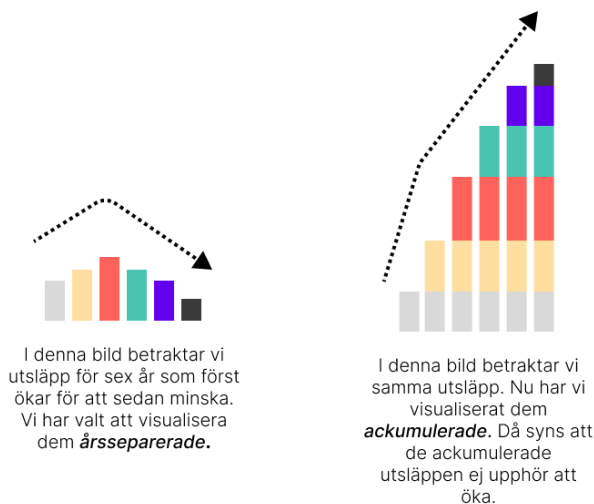 I denna bild betraktar vi
utsläpp för sex år som först
ökar för att sedan minska.
Vi har valt att visualisera
dem årsseparerade.
I denna bild betraktar vi
samma utsläpp. Nu har vi
visualiserat dem
ackumulerade. Då syns att
de ackumulerade
utsläppen ej upphör att
öka.